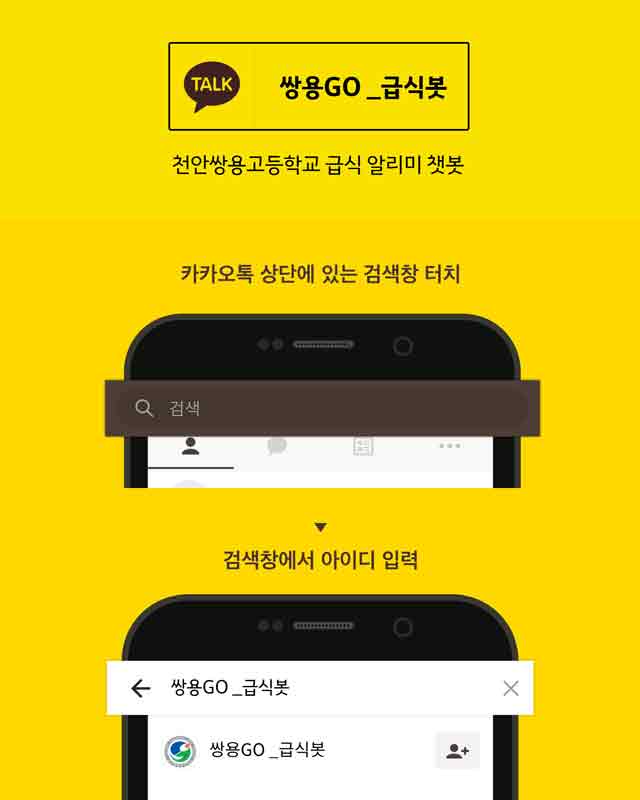 TALK
쌍용GO _급식봇
천안쌍용고등학교 급식 알리미 챗봇
카카오톡 상단에 있는 검색창 터치
검색
검색창에서 아이디 입력
쌍용GO _급식봇
쌍용GO _급식봇